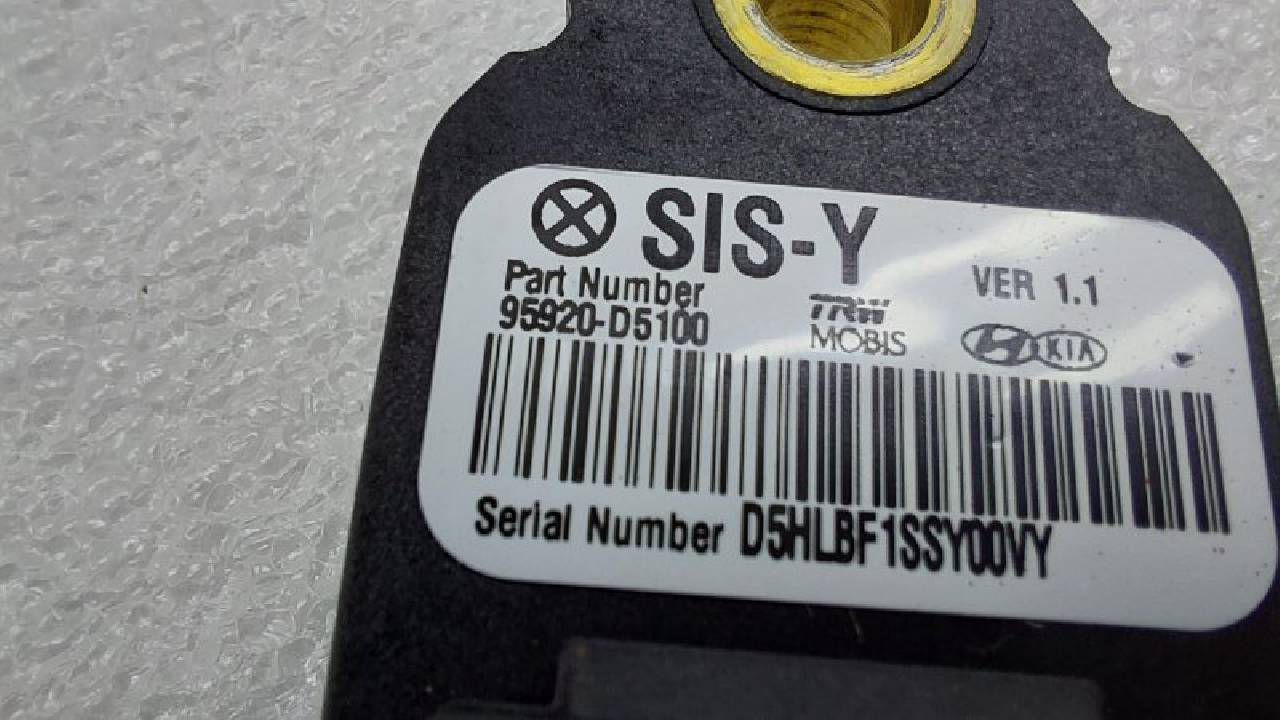 SIS-Y
VER 1.1
Part Number
95920-D5100
TRW
MOBIS
KIA
Serial Number D5HLBF1SSY00VY